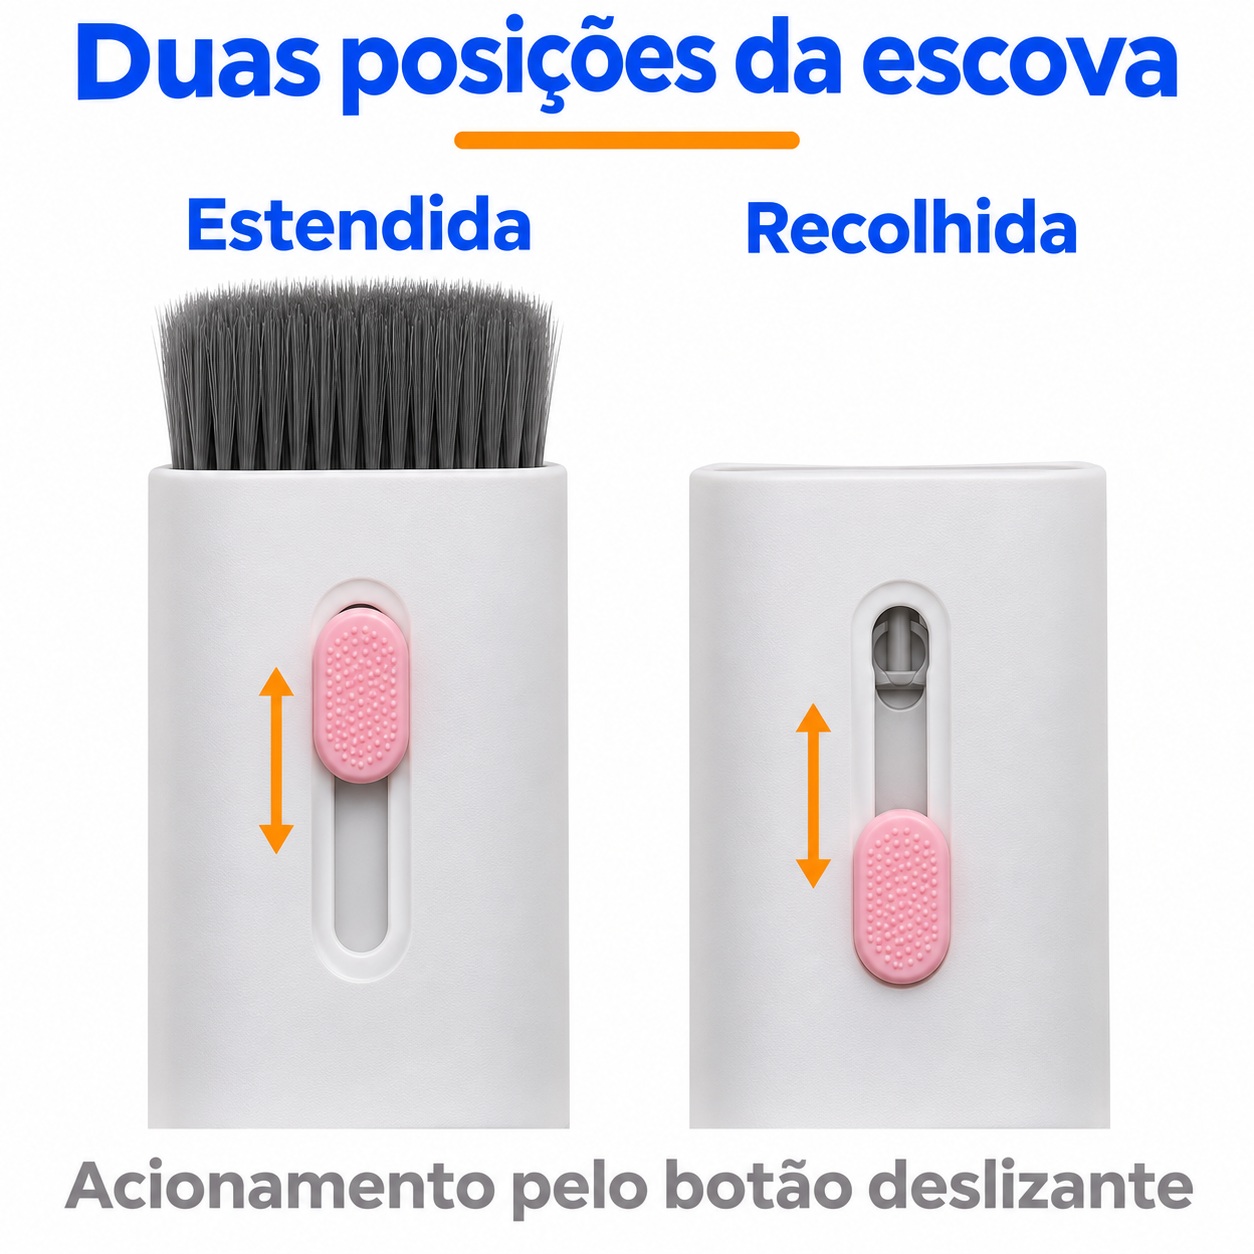 Duas posições da escova
Estendida
Recolhida
Acionamento pelo botão deslizante